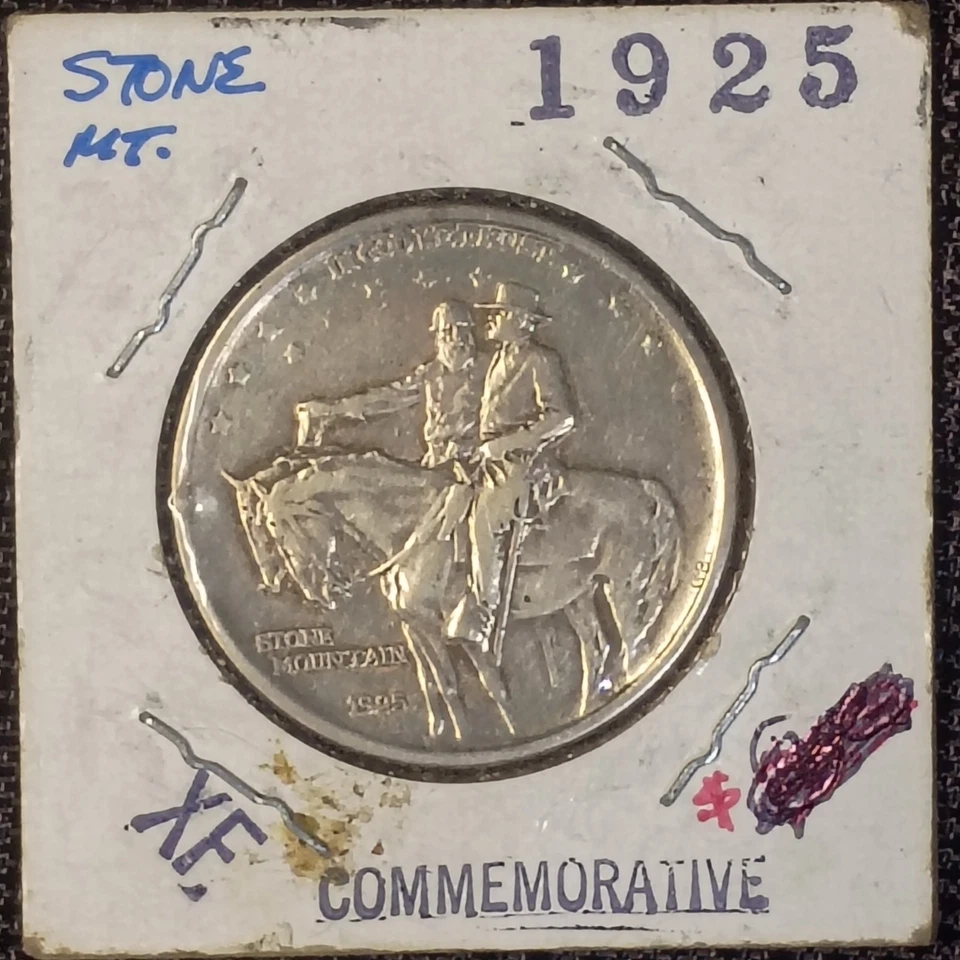 STONE
MT.
1925
IN GOD WE TRUST
STONE
MOUNTAIN
1925
XF.
$
COMMEMORATIVE